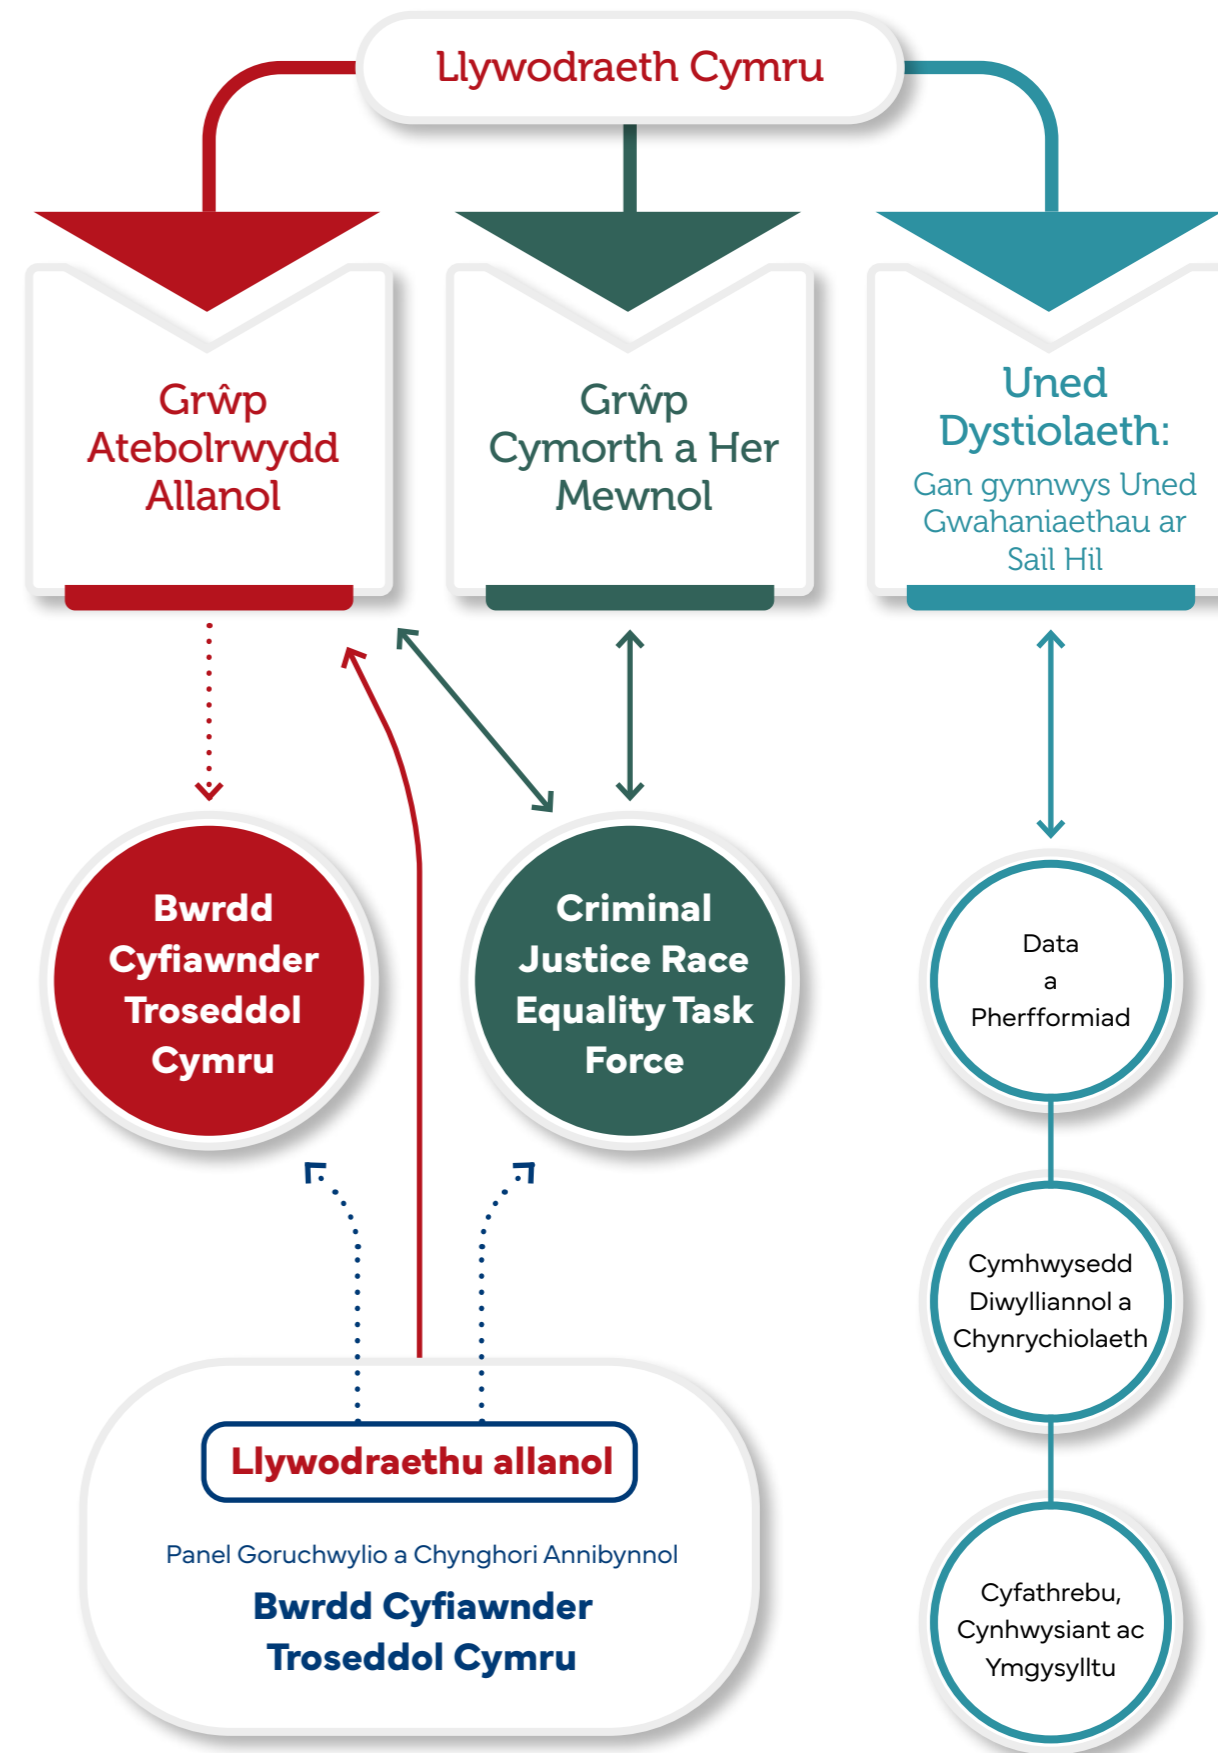 Llywodraeth Cymru
Grŵp
Atebolrwydd
Allanol
Grŵp
Cymorth a Her
Mewnol
Uned
Dystiolaeth:
Gan gynnwys Uned
Gwahaniaethau ar
Sail Hil
Bwrdd
Cyfiawnder
Troseddol
Cymru
Criminal
Justice Race
Equality Task
Force
Data
a
Pherfformiad
Cymhwysedd
Diwylliannol a
Chynrychiolaeth
Cyfathrebu,
Cynhwysiant ac
Ymgysylltu
Llywodraethu allanol
Panel Goruchwylio a Chynghori Annibynnol
Bwrdd Cyfiawnder
Troseddol Cymru